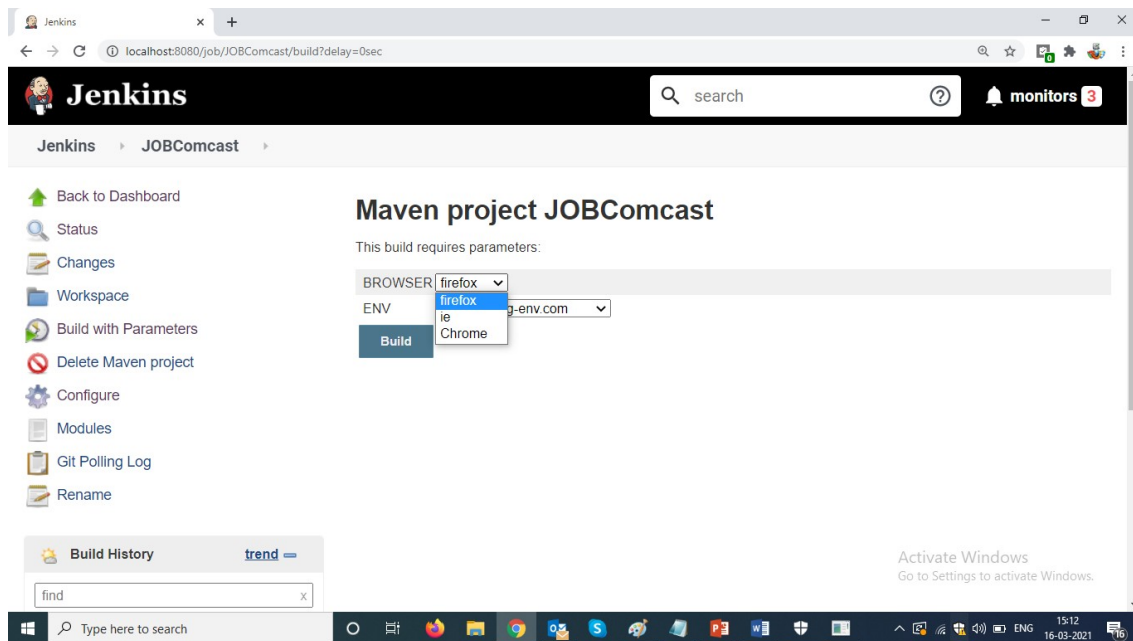 Jenkins
localhost:8080/job/JOBComcast/build?delay=0sec
Jenkins
search
monitors 3
Jenkins
JOBComcast
Back to Dashboard
Status
Changes
Workspace
Build with Parameters
Delete Maven project
Configure
Modules
Git Polling Log
Rename
Build History trend
find x
Maven project JOBComcast
This build requires parameters:
BROWSER firefox
firefox
ie
Chrome
ENV g-env.com
Build
Activate Windows
Go to Settings to activate Windows.
Type here to search
ENG
15:12
16-03-2021
16